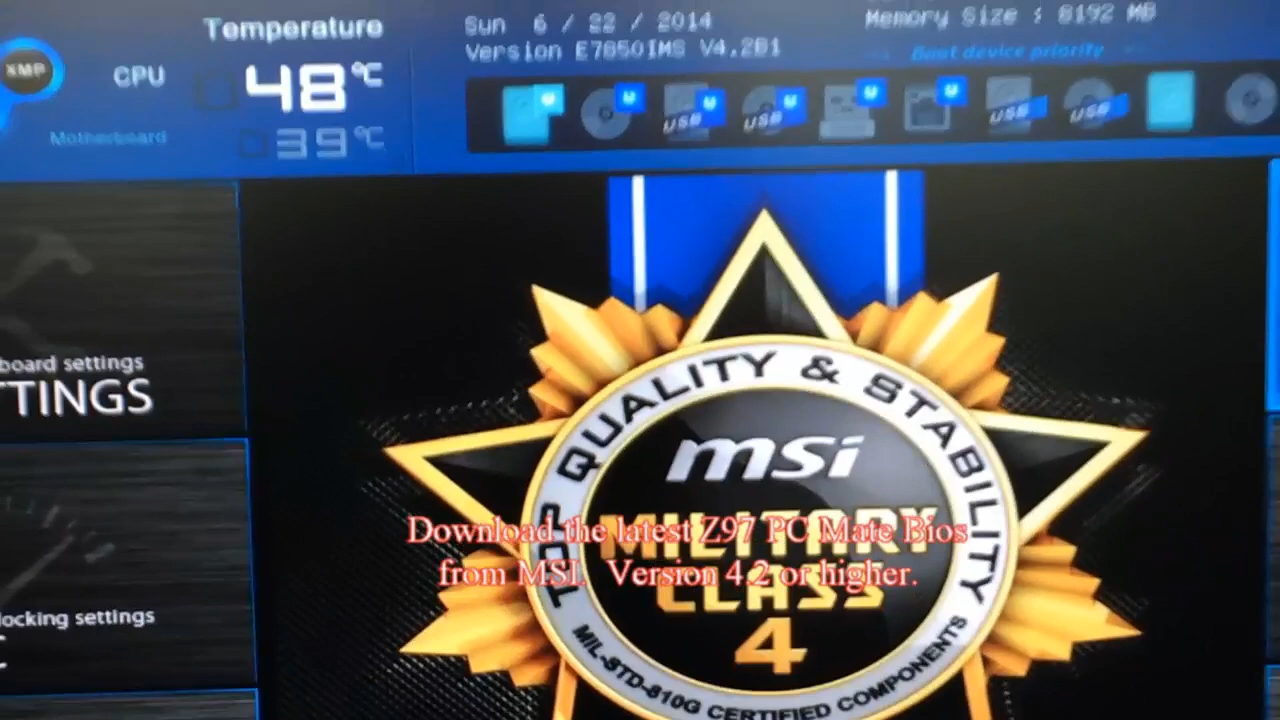 Temperature
Sun 6 / 22 / 2014
Memory Size : 8192 MB
Version E7850IMS V4.2B1
Boot device priority
XMP
CPU
48°C
Motherboard
39°C
U
U
U
USB
U
USB
U
U
USB
USB
board settings
TTINGS
locking settings
C
TOP QUALITY & STABILITY
msi
MILITARY
CLASS
4
MIL-STD-810G CERTIFIED COMPONENTS
Download the latest Z97 PC Mate Bios
from MSI. Version 4.2 or higher.